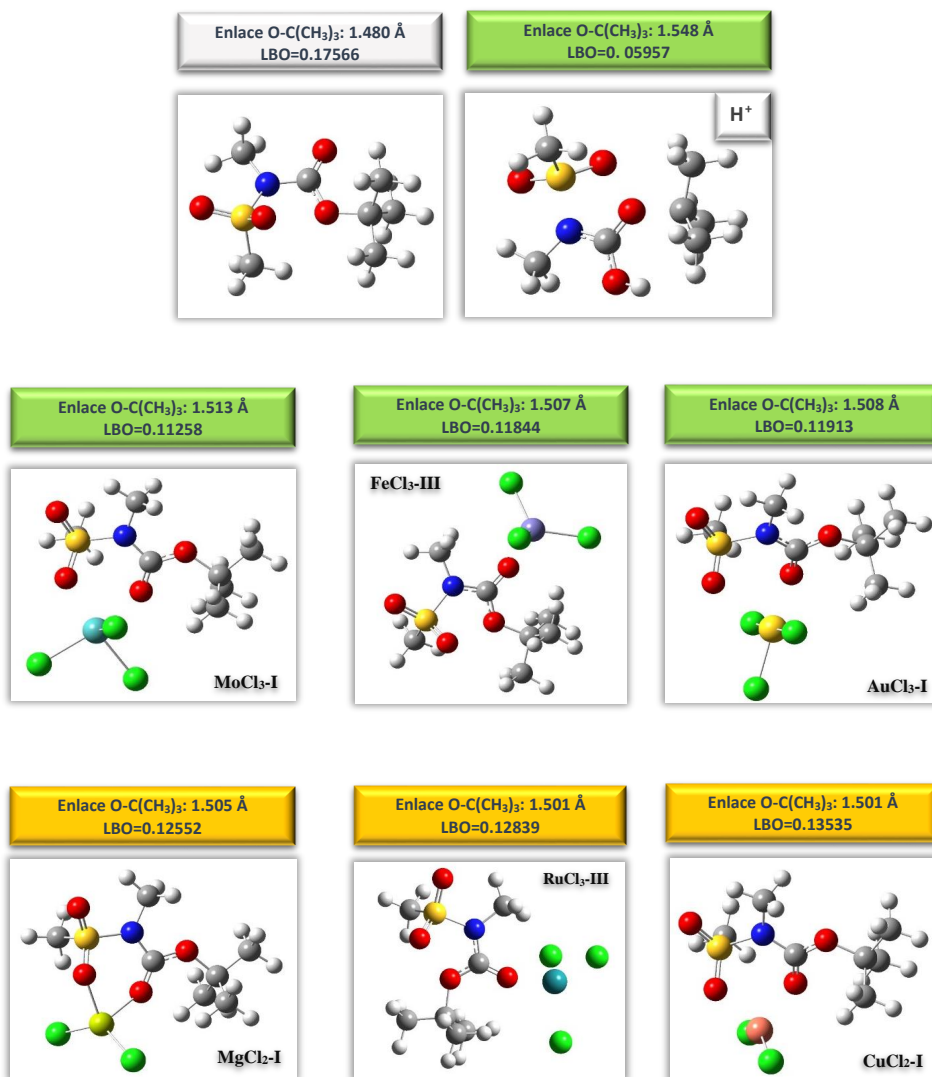 Enlace O-C(CH₃)₃: 1.480 Å
LBO=0.17566
Enlace O-C(CH₃)₃: 1.548 Å
LBO=0. 05957
H⁺
Enlace O-C(CH₃)₃: 1.513 Å
LBO=0.11258
Enlace O-C(CH₃)₃: 1.507 Å
LBO=0.11844
Enlace O-C(CH₃)₃: 1.508 Å
LBO=0.11913
MoCl₃-I
FeCl₃-III
AuCl₃-I
Enlace O-C(CH₃)₃: 1.505 Å
LBO=0.12552
Enlace O-C(CH₃)₃: 1.501 Å
LBO=0.12839
Enlace O-C(CH₃)₃: 1.501 Å
LBO=0.13535
MgCl₂-I
RuCl₃-III
CuCl₂-I